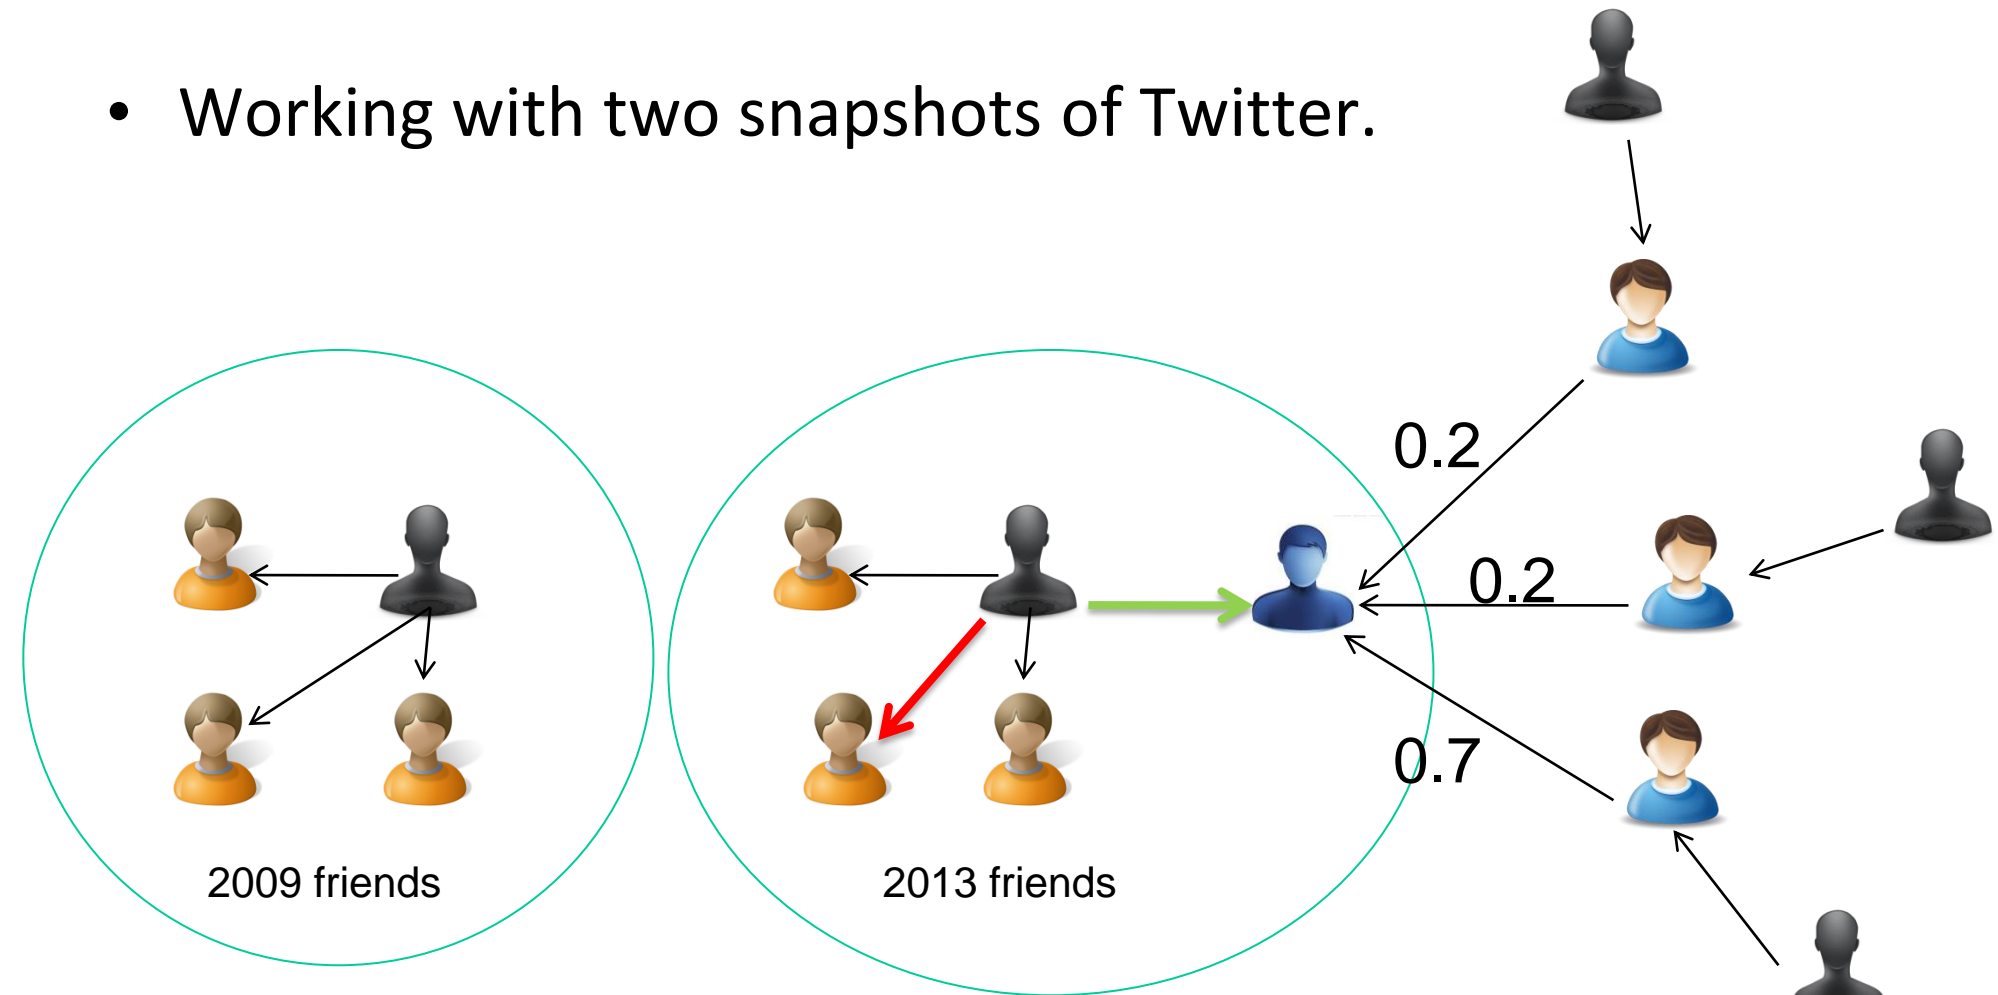 • Working with two snapshots of Twitter.
0.2
0.2
0.7
2009 friends
2013 friends